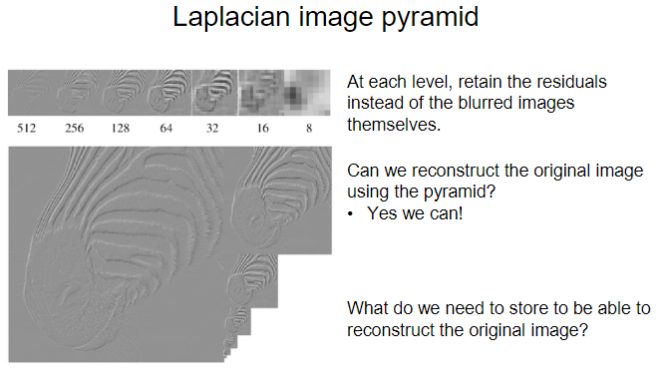 Laplacian image pyramid
512 256 128 64 32 16 8
At each level, retain the residuals
instead of the blurred images
themselves.
Can we reconstruct the original image
using the pyramid?
• Yes we can!
What do we need to store to be able to
reconstruct the original image?